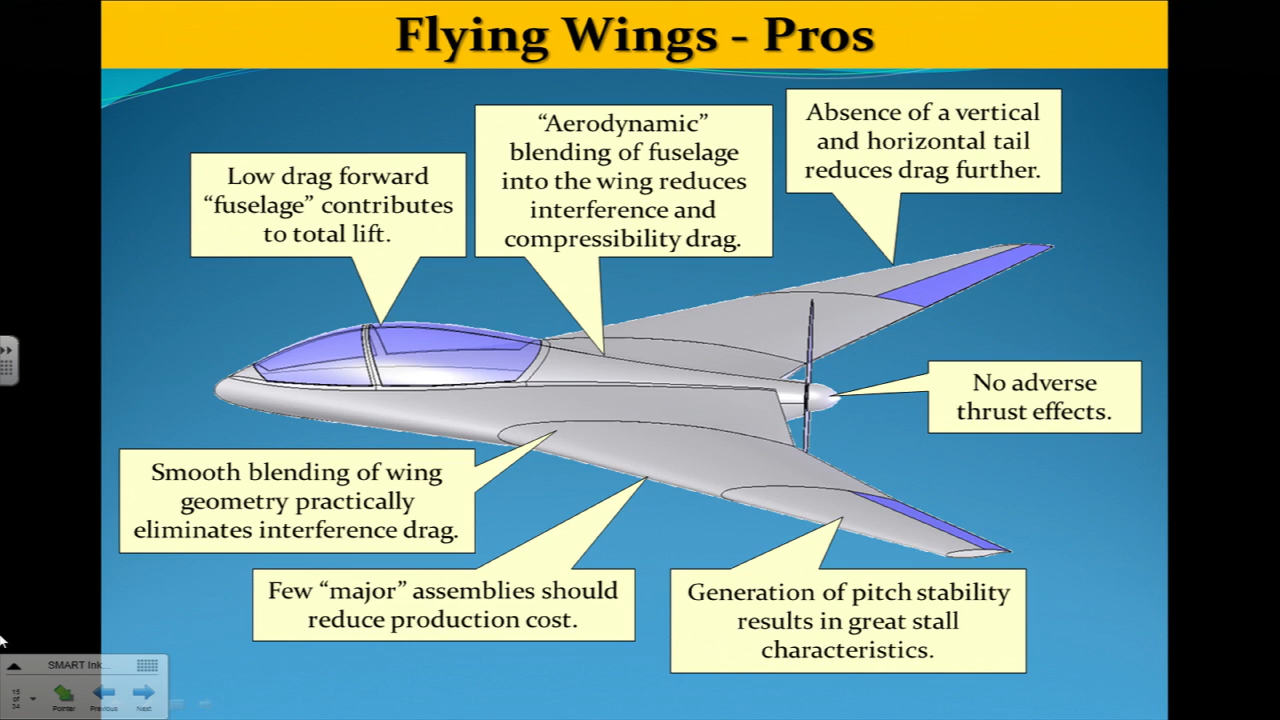 Flying Wings - Pros
Absence of a vertical
and horizontal tail
reduces drag further.
“Aerodynamic”
blending of fuselage
into the wing reduces
interference and
compressibility drag.
Low drag forward
“fuselage” contributes
to total lift.
No adverse
thrust effects.
Smooth blending of wing
geometry practically
eliminates interference drag.
Few “major” assemblies should
reduce production cost.
Generation of pitch stability
results in great stall
characteristics.
SMART Ink...
15
of
34
Pointer
Previous
Next